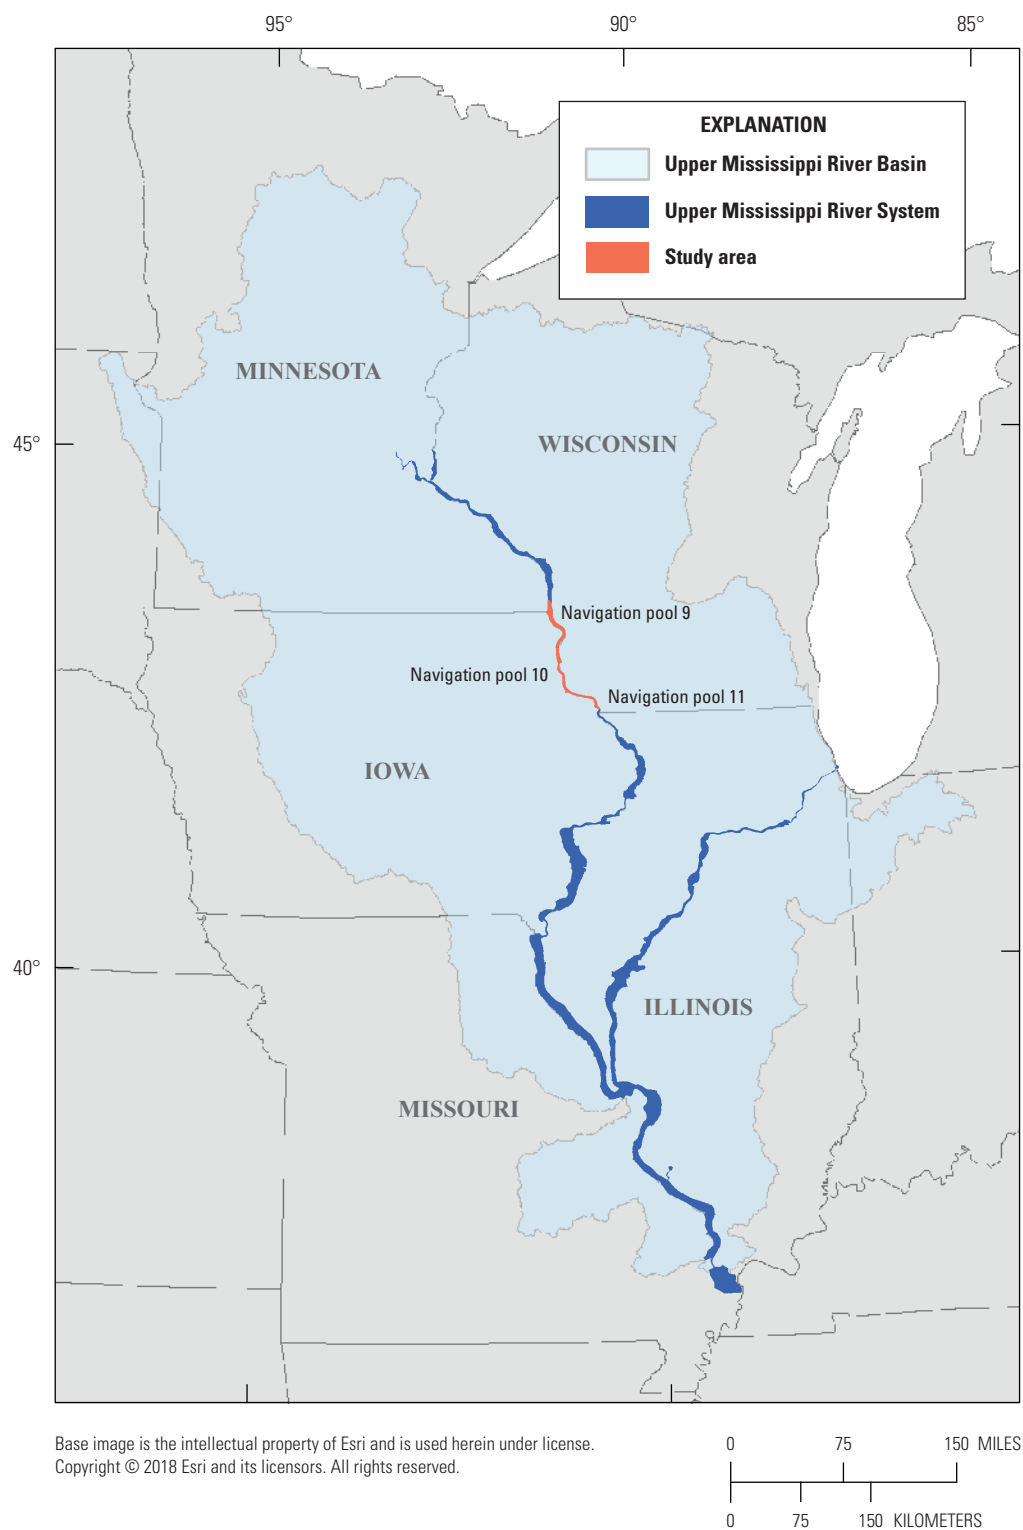 95° 90° 85°
EXPLANATION
Upper Mississippi River Basin
Upper Mississippi River System
Study area
MINNESOTA
45°
WISCONSIN
Navigation pool 9
Navigation pool 10
Navigation pool 11
IOWA
40°
ILLINOIS
MISSOURI
Base image is the intellectual property of Esri and is used herein under license.
Copyright © 2018 Esri and its licensors. All rights reserved.
0 75 150 MILES
0 75 150 KILOMETERS